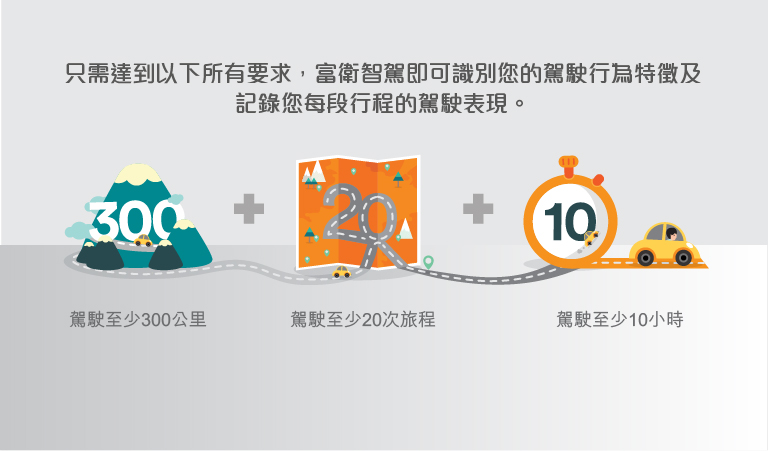 只需達到以下所有要求，富衛智駕即可識別您的駕駛行為特徵及
記錄您每段行程的駕駛表現。
300
20
10
駕駛至少300公里
駕駛至少20次旅程
駕駛至少10小時